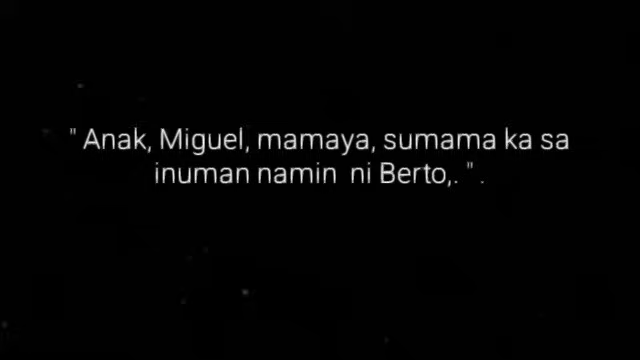 " Anak, Miguel, mamaya, sumama ka sa
inuman namin  ni Berto,. " .